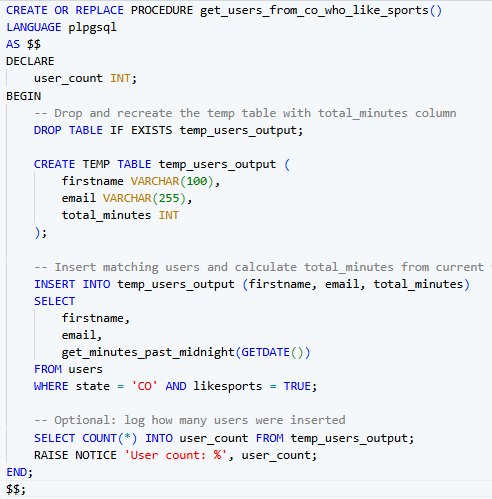 CREATE OR REPLACE PROCEDURE get_users_from_co_who_like_sports()
LANGUAGE plpgsql
AS $$
DECLARE
    user_count INT;
BEGIN
    -- Drop and recreate the temp table with total_minutes column
    DROP TABLE IF EXISTS temp_users_output;

    CREATE TEMP TABLE temp_users_output (
        firstname VARCHAR(100),
        email VARCHAR(255),
        total_minutes INT
    );

    -- Insert matching users and calculate total_minutes from current
    INSERT INTO temp_users_output (firstname, email, total_minutes)
    SELECT
        firstname,
        email,
        get_minutes_past_midnight(GETDATE())
    FROM users
    WHERE state = 'CO' AND likesports = TRUE;

    -- Optional: log how many users were inserted
    SELECT COUNT(*) INTO user_count FROM temp_users_output;
    RAISE NOTICE 'User count: %', user_count;
END;
$$;